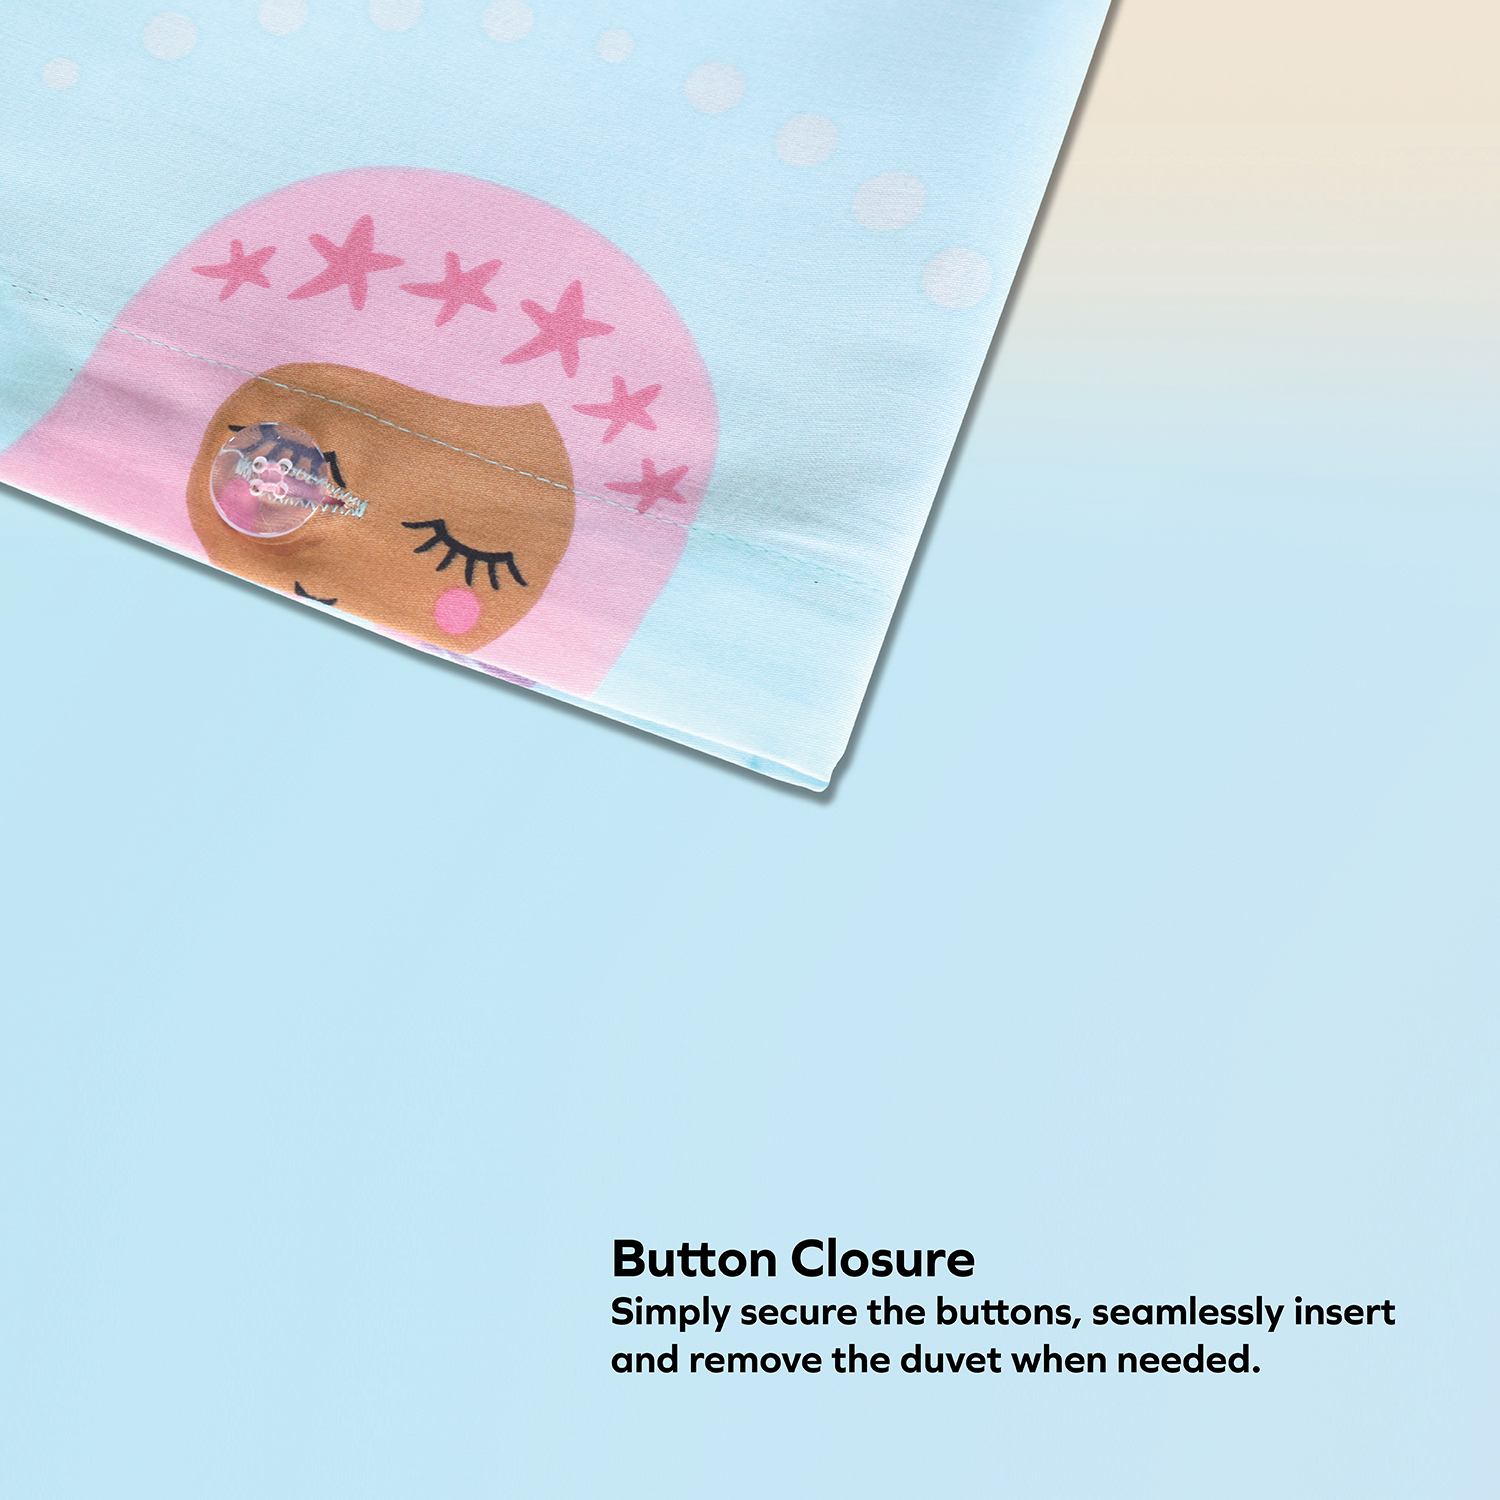 Button Closure
Simply secure the buttons, seamlessly insert
and remove the duvet when needed.